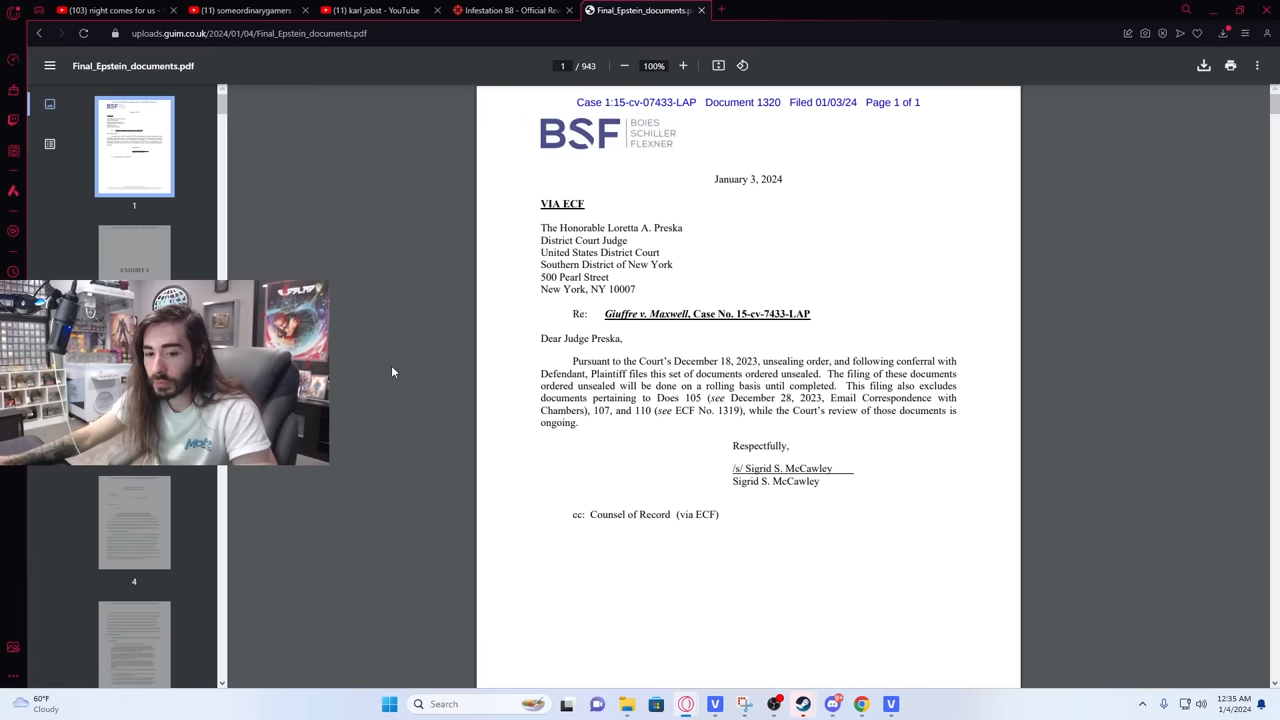 (103) night comes for us -
(11) someordinarygamers
(11) karl jobst - YouTube
Infestation 88 - Official Rev
Final_Epstein_documents.p
uploads.guim.co.uk/2024/01/04/Final_Epstein_documents.pdf
Final_Epstein_documents.pdf
1 / 943
100%
Case 1:15-cv-07433-LAP Document 1320 Filed 01/03/24 Page 1 of 1
BSF BOIES
SCHILLER
FLEXNER
January 3, 2024
VIA ECF
The Honorable Loretta A. Preska
District Court Judge
United States District Court
Southern District of New York
500 Pearl Street
New York, NY 10007
Re: Giuffre v. Maxwell, Case No. 15-cv-7433-LAP
Dear Judge Preska,
Pursuant to the Court's December 18, 2023, unsealing order, and following conferral with
Defendant, Plaintiff files this set of documents ordered unsealed. The filing of these documents
ordered unsealed will be done on a rolling basis until completed. This filing also excludes
documents pertaining to Does 105 (see December 28, 2023, Email Correspondence with
Chambers), 107, and 110 (see ECF No. 1319), while the Court's review of those documents is
ongoing.
Respectfully,
/s/ Sigrid S. McCawley
Sigrid S. McCawley
cc: Counsel of Record (via ECF)
1
EXHIBIT
4
60°F
Cloudy
Search
12:35 AM
1/4/2024